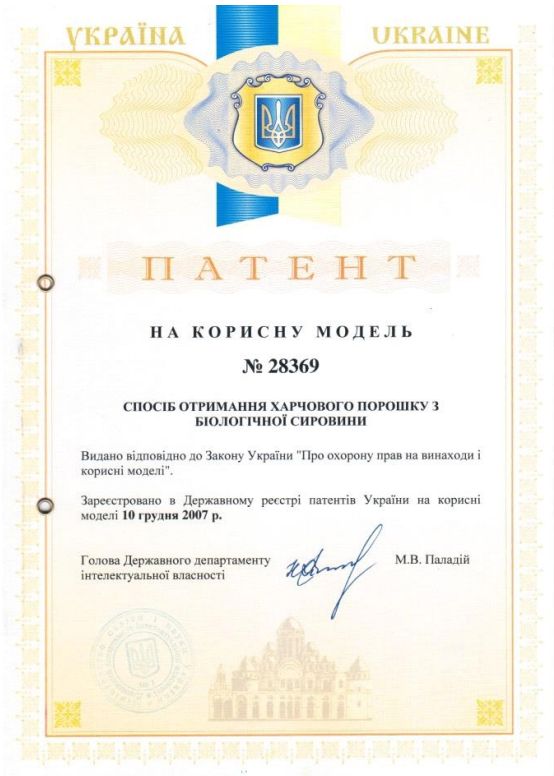 УКРАЇНА UKRAINE
ПАТЕНТ
НА КОРИСНУ МОДЕЛЬ
№ 28369
СПОСІБ ОТРИМАННЯ ХАРЧОВОГО ПОРОШКУ З
БІОЛОГІЧНОЇ СИРОВИНИ
Видано відповідно до Закону України "Про охорону прав на винаходи і
корисні моделі".
Зареєстровано в Державному реєстрі патентів України на корисні
моделі 10 грудня 2007 р.
Голова Державного департаменту
інтелектуальної власності
М.В. Паладій